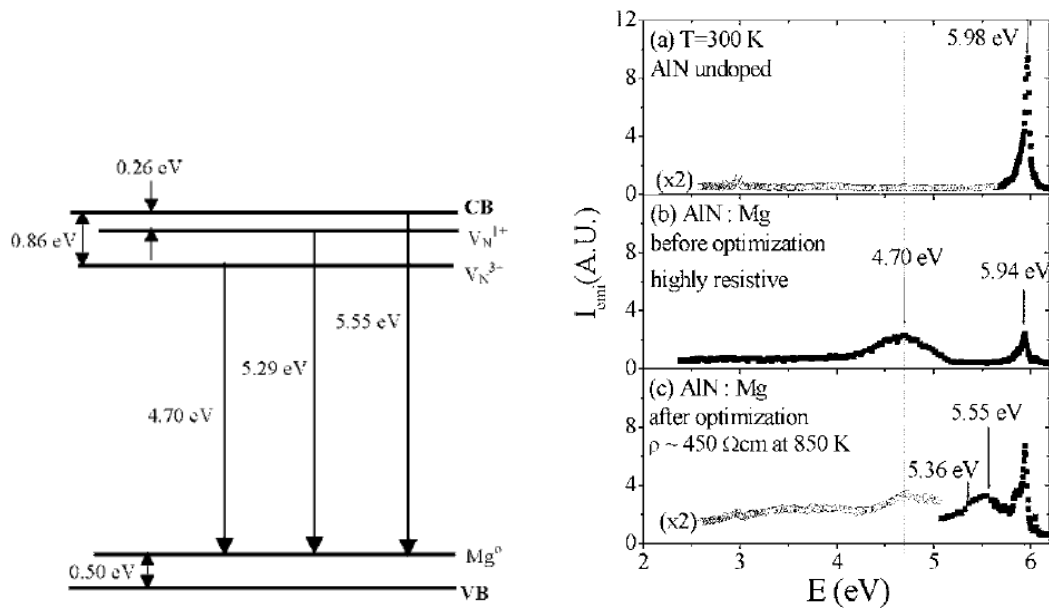 0.26 eV
CB
0.86 eV
V_N^1+
V_N^3+
5.55 eV
5.29 eV
4.70 eV
Mg^0
0.50 eV
VB
12
(a) T=300 K
5.98 eV
AlN undoped
8
4
(x2)
0
(b) AlN : Mg
before optimization
8
4.70 eV
5.94 eV
highly resistive
I_emi (A.U.)
4
0
(c) AlN : Mg
after optimization
5.55 eV
8
ρ ~ 450 Ωcm at 850 K
5.36 eV
4
(x2)
0
2 3 4 5 6
E (eV)